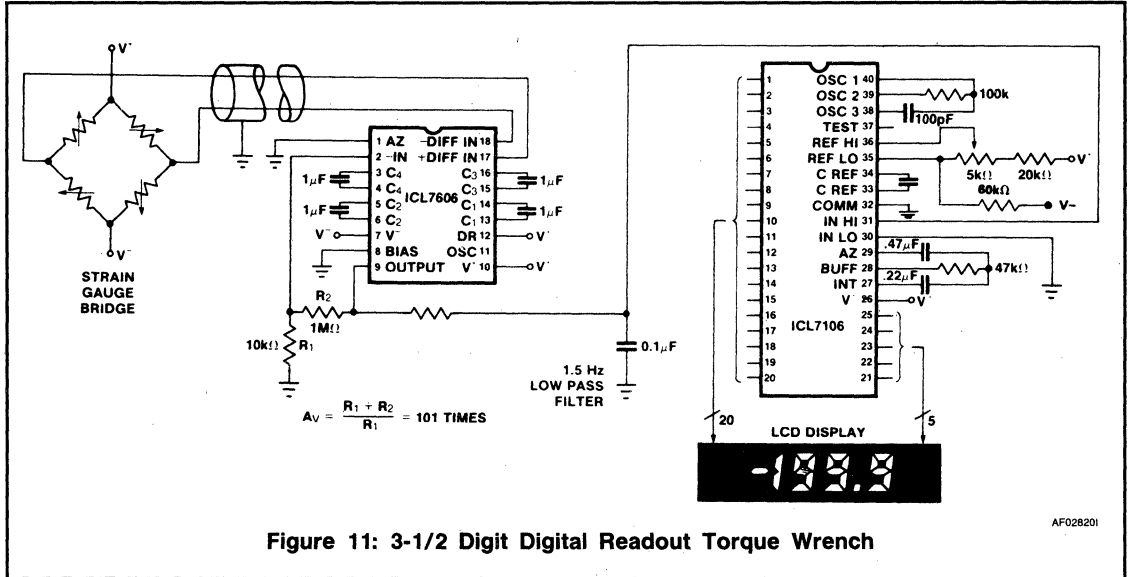 V+
V-
STRAIN
GAUGE
BRIDGE
1 AZ
2 -IN
3 C4
4 C4
5 C2
6 C2
7 V-
8 BIAS
9 OUTPUT
-DIFF IN 18
+DIFF IN 17
C3 16
C3 15
C1 14
C1 13
DR 12
OSC 11
V+ 10
ICL7606
1μF
1μF
1μF
1μF
V-
V+
V+
R2
1MΩ
10kΩ R1
AV = R1 + R2 / R1 = 101 TIMES
0.1μF
1.5 Hz
LOW PASS
FILTER
1
2
3
4
5
6
7
8
9
10
11
12
13
14
15
16
17
18
19
20
OSC 1 40
OSC 2 39
OSC 3 38
TEST 37
REF HI 36
REF LO 35
C REF 34
C REF 33
COMM 32
IN HI 31
IN LO 30
AZ 29
BUFF 28
INT 27
V+ 26
25
24
23
22
21
ICL7106
100k
100pF
5kΩ
20kΩ
V+
60kΩ
V-
.47μF
47kΩ
.22μF
V+
20
5
LCD DISPLAY
-199.9
AF02820I
Figure 11: 3-1/2 Digit Digital Readout Torque Wrench